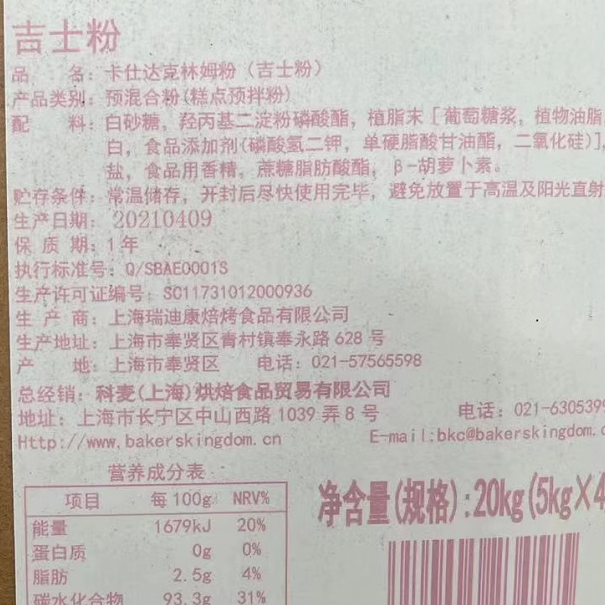 吉士粉
品 名：卡仕达克林姆粉（吉士粉）
产品类别：预混合粉(糕点预拌粉)
配 料：白砂糖，羟丙基二淀粉磷酸酯，植脂末［葡萄糖浆，植物油脂
白，食品添加剂(磷酸氢二钾，单硬脂酸甘油酯，二氧化硅)],
盐，食品用香精，蔗糖脂肪酸酯，β-胡萝卜素。
贮存条件：常温储存，开封后尽快使用完毕，避免放置于高温及阳光直射
生产日期：20210409
保 质 期：1年
执行标准号：Q/SBAE0001S
生产许可证编号：SC11731012000936
生 产 商：上海瑞迪康焙烤食品有限公司
生产地址：上海市奉贤区青村镇奉永路 628 号
产 地：上海市奉贤区 电话：021-57565598
总经销：科麦(上海)烘焙食品贸易有限公司
地址：上海市长宁区中山西路 1039 弄 8 号 电话：021-630539
Http://www.bakerskingdom.cn E-mail:bkc@bakerskingdom.c
营养成分表
项目 每 100g NRV%
能量 1679kJ 20%
蛋白质 0g 0%
脂肪 2.5g 4%
碳水化合物 93.3g 31%
净含量(规格):20kg(5kg×4